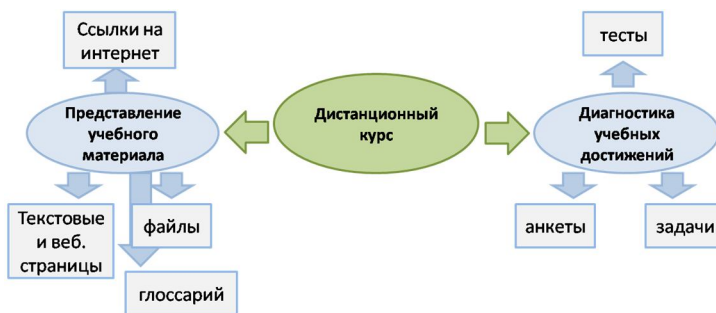 Ссылки на
интернет
тесты
Представление
учебного
материала
Дистанционный
курс
Диагностика
учебных
достижений
Текстовые
и веб.
страницы
файлы
глоссарий
анкеты
задачи